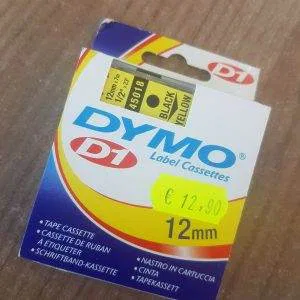 D1
12mm x 7m
1/2" x 23'
45018
BLACK
YELLOW
DYMO®
D1 Label Cassettes
€ 12,90
12mm
• TAPE CASSETTE
• CASSETTE DE RUBAN
À ÉTIQUETER
• SCHRIFTBAND-KASSETTE
• NASTRO IN CARTUCCIA
• CINTA
• TAPEKASSETT